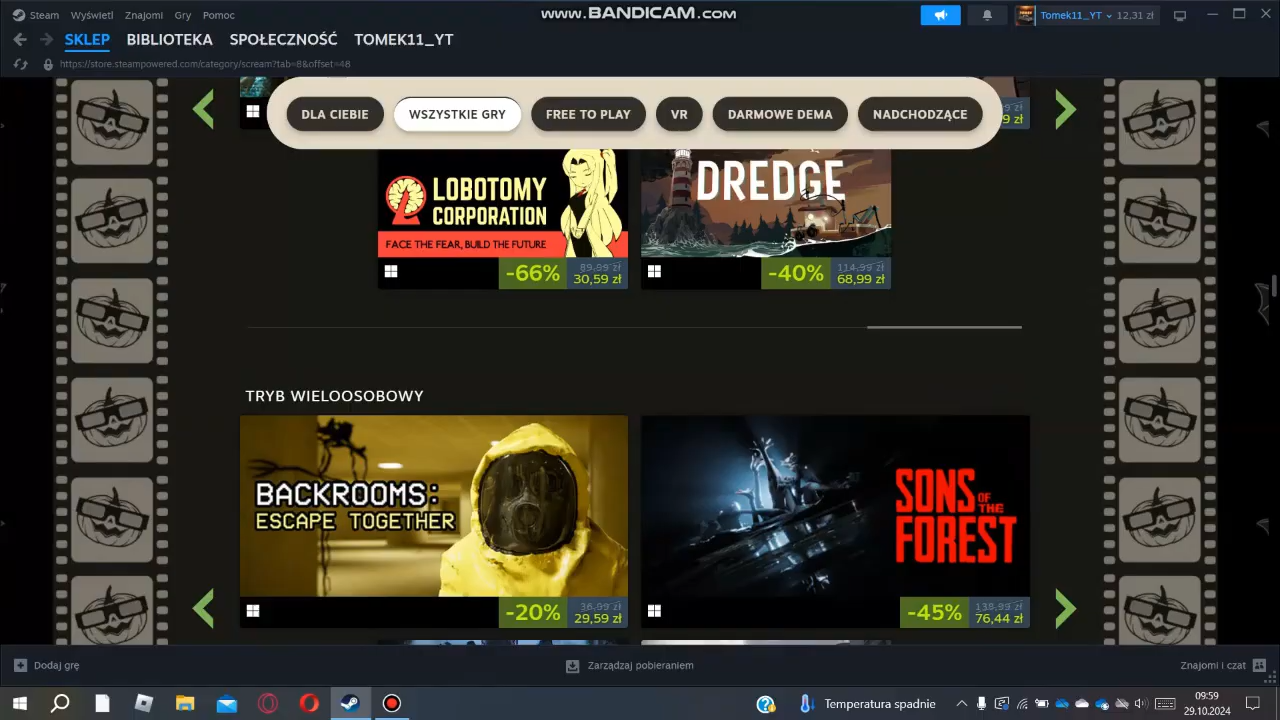 Steam Wyświetl Znajomi Gry Pomoc
www.BANDICAM.com
Tomek11_YT 12,31 zł
SKLEP BIBLIOTEKA SPOŁECZNOŚĆ TOMEK11_YT
https://store.steampowered.com/category/scream?tab=8&offset=48
DLA CIEBIE WSZYSTKIE GRY FREE TO PLAY VR DARMOWE DEMA NADCHODZĄCE
LOBOTOMY
CORPORATION
FACE THE FEAR, BUILD THE FUTURE
DREDGE
-66% 89,99 zł 30,59 zł
-40% 114,99 zł 68,99 zł
TRYB WIELOOSOBOWY
BACKROOMS:
ESCAPE TOGETHER
SONS
OF THE
FOREST
-20% 36,99 zł 29,59 zł
-45% 138,99 zł 76,44 zł
Dodaj grę
Zarządzaj pobieraniem
Znajomi i czat
Temperatura spadnie
09:59
29.10.2024